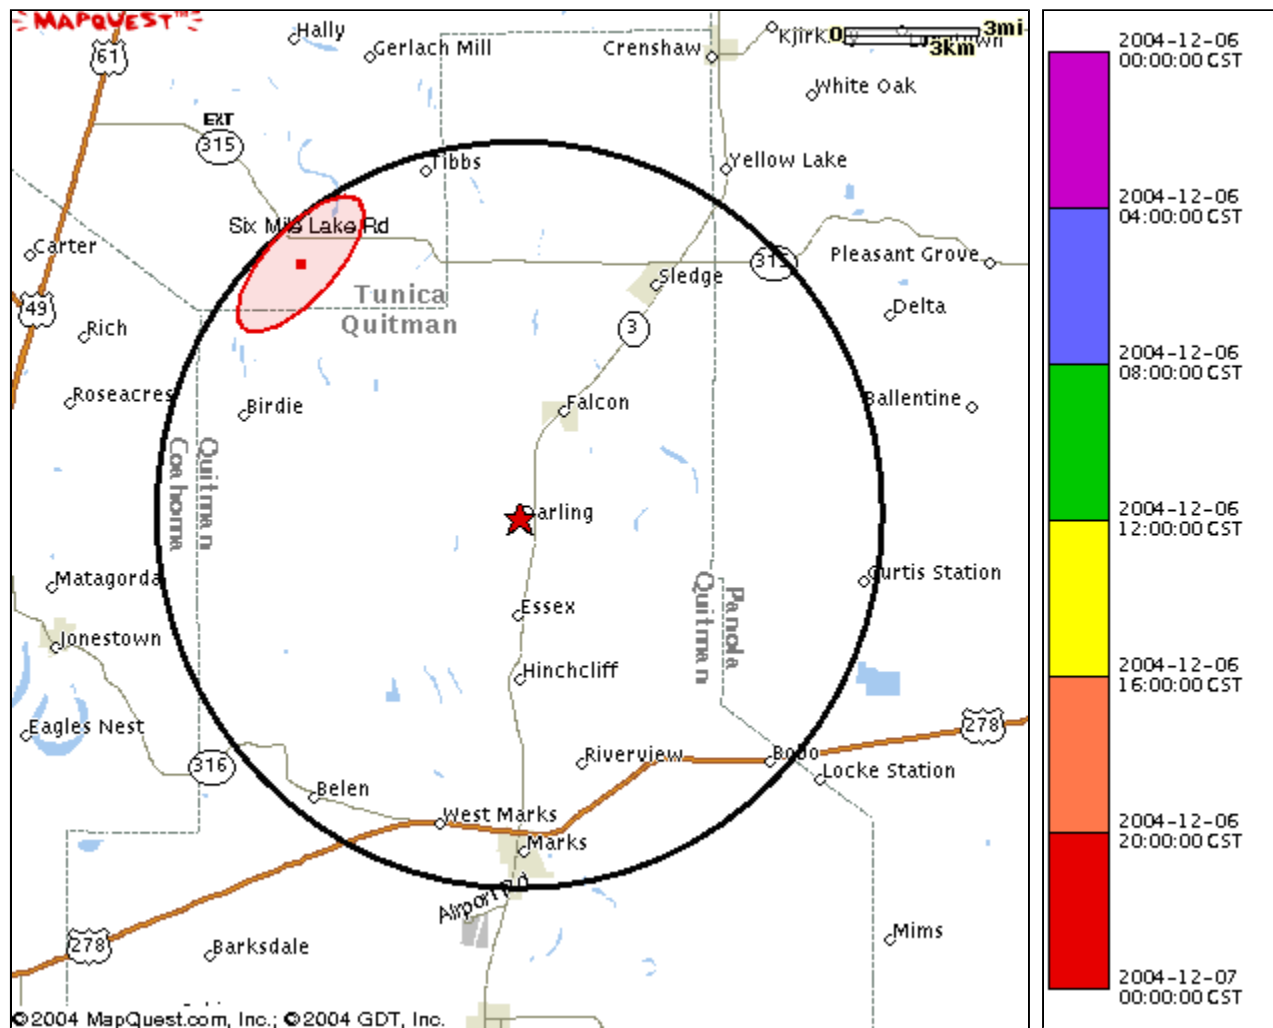 MAPQUEST™
61
Hally
Gerlach Mill
Crenshaw
0
3mi
3km
White Oak
EXT
315
Tibbs
Yellow Lake
Six Mile Lake Rd
Carter
315
Pleasant Grove
Sledge
49
Tunica
Quitman
Delta
Rich
3
Roseacres
Birdie
Falcon
Ballentine
Quitman
Coahoma
Darling
Matagorda
Curtis Station
Quitman
Panola
Essex
Jonestown
Hinchcliff
Eagles Nest
278
316
Riverview
Bobo
Locke Station
Belen
West Marks
Marks
Airport Rd
278
Barksdale
Mims
©2004 MapQuest.com, Inc.; ©2004 GDT, Inc.
2004-12-06
00:00:00 CST
2004-12-06
04:00:00 CST
2004-12-06
08:00:00 CST
2004-12-06
12:00:00 CST
2004-12-06
16:00:00 CST
2004-12-06
20:00:00 CST
2004-12-07
00:00:00 CST